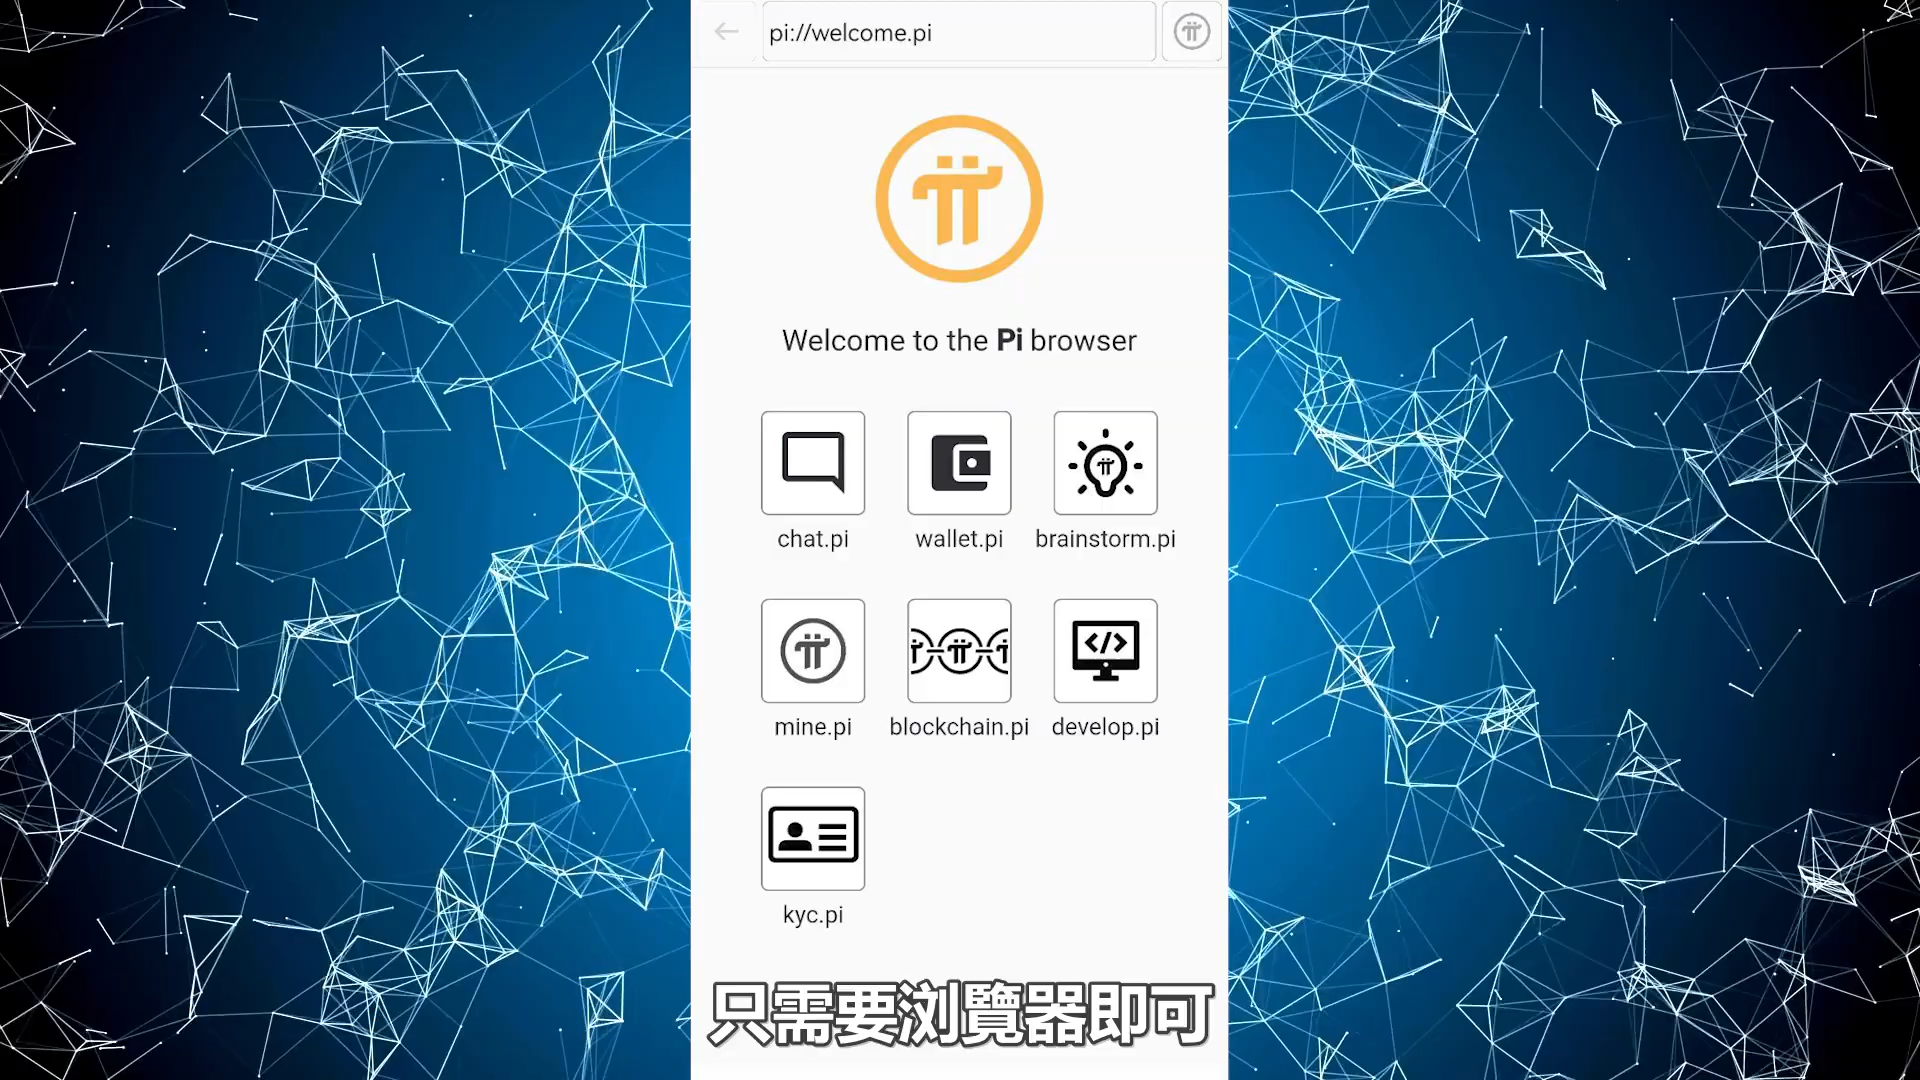 pi://welcome.pi
Welcome to the Pi browser
chat.pi
wallet.pi
brainstorm.pi
mine.pi
blockchain.pi
develop.pi
kyc.pi
只需要浏覽器即可